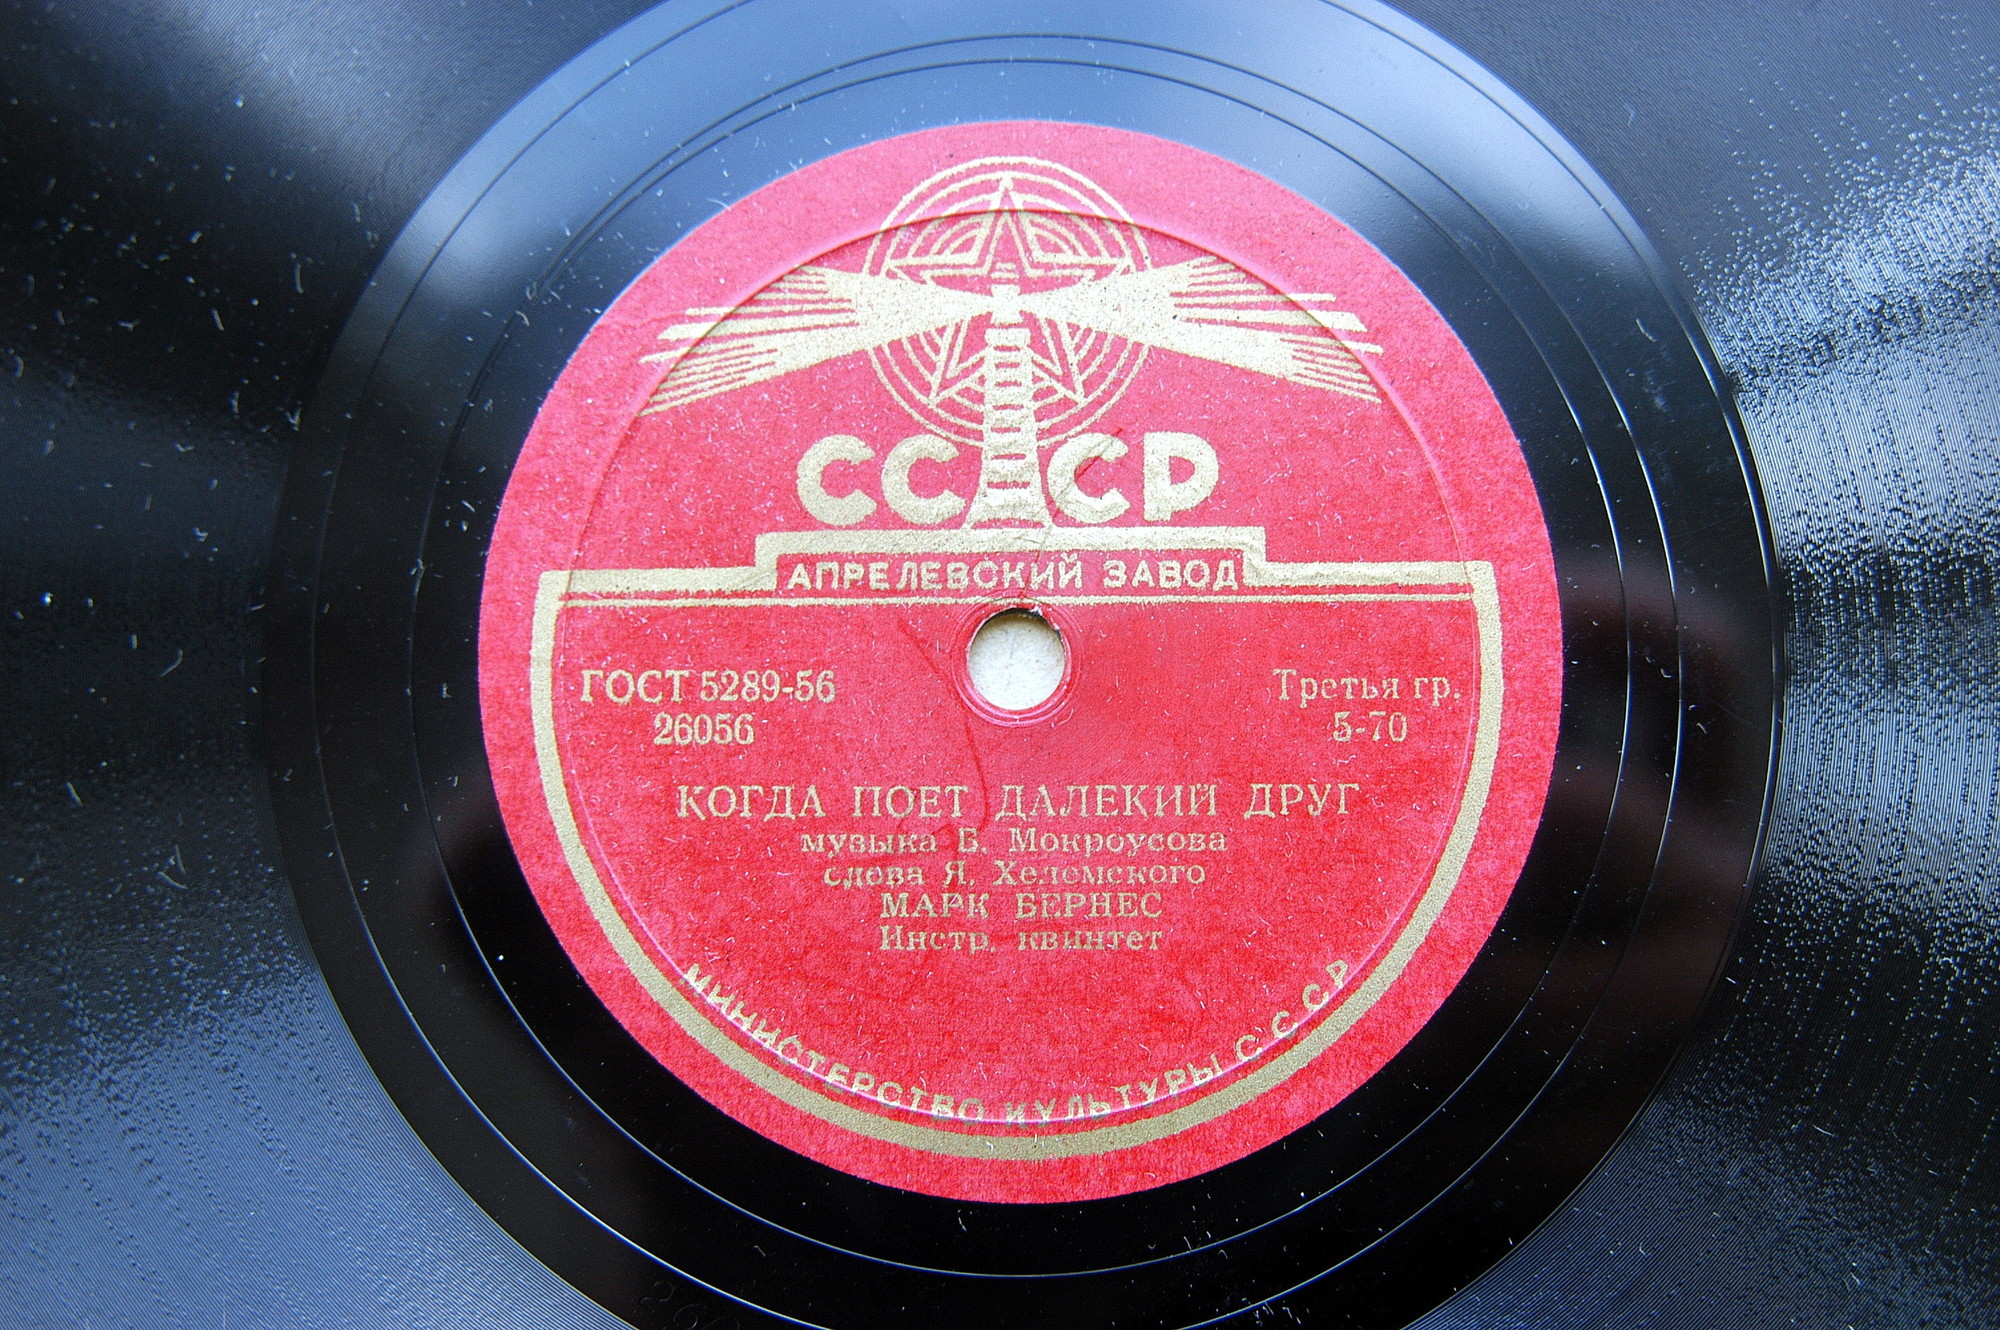 СССР
АПРЕЛЕВСКИЙ ЗАВОД
ГОСТ 5289-56
26056
Третья гр.
5-70
КОГДА ПОЕТ ДАЛЕКИЙ ДРУГ
музыка Б. Мокроусова
слова Я. Хелемского
МАРК БЕРНЕС
Инстр. квинтет
МИНИСТЕРСТВО КУЛЬТУРЫ СССР